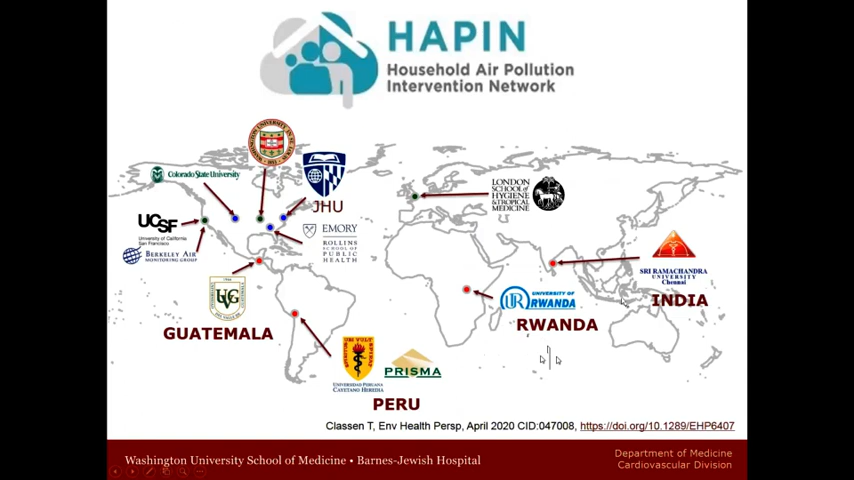 HAPIN
Household Air Pollution
Intervention Network
Colorado State University
JHU
LONDON
SCHOOL of
HYGIENE
& TROPICAL
MEDICINE
UCSF
University of California
San Francisco
EMORY
ROLLINS
SCHOOL OF
PUBLIC
HEALTH
BERKELEY AIR
MONITORING GROUP
SRI RAMACHANDRA
UNIVERSITY
Chennai
INDIA
UVG
UR
UNIVERSITY of
RWANDA
RWANDA
GUATEMALA
UNIVERSIDAD PERUANA
CAYETANO HEREDIA
PRISMA
PERU
Classen T, Env Health Persp, April 2020 CID:047008, https://doi.org/10.1289/EHP6407
Washington University School of Medicine • Barnes-Jewish Hospital
Department of Medicine
Cardiovascular Division